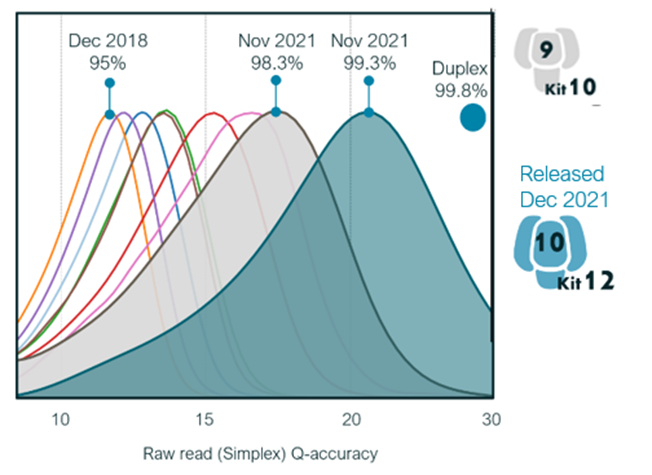 Dec 2018
95%
Nov 2021
98.3%
Nov 2021
99.3%
Duplex
99.8%
9
Kit 10
Released
Dec 2021
10
Kit 12
10
15
20
30
Raw read (Simplex) Q-accuracy